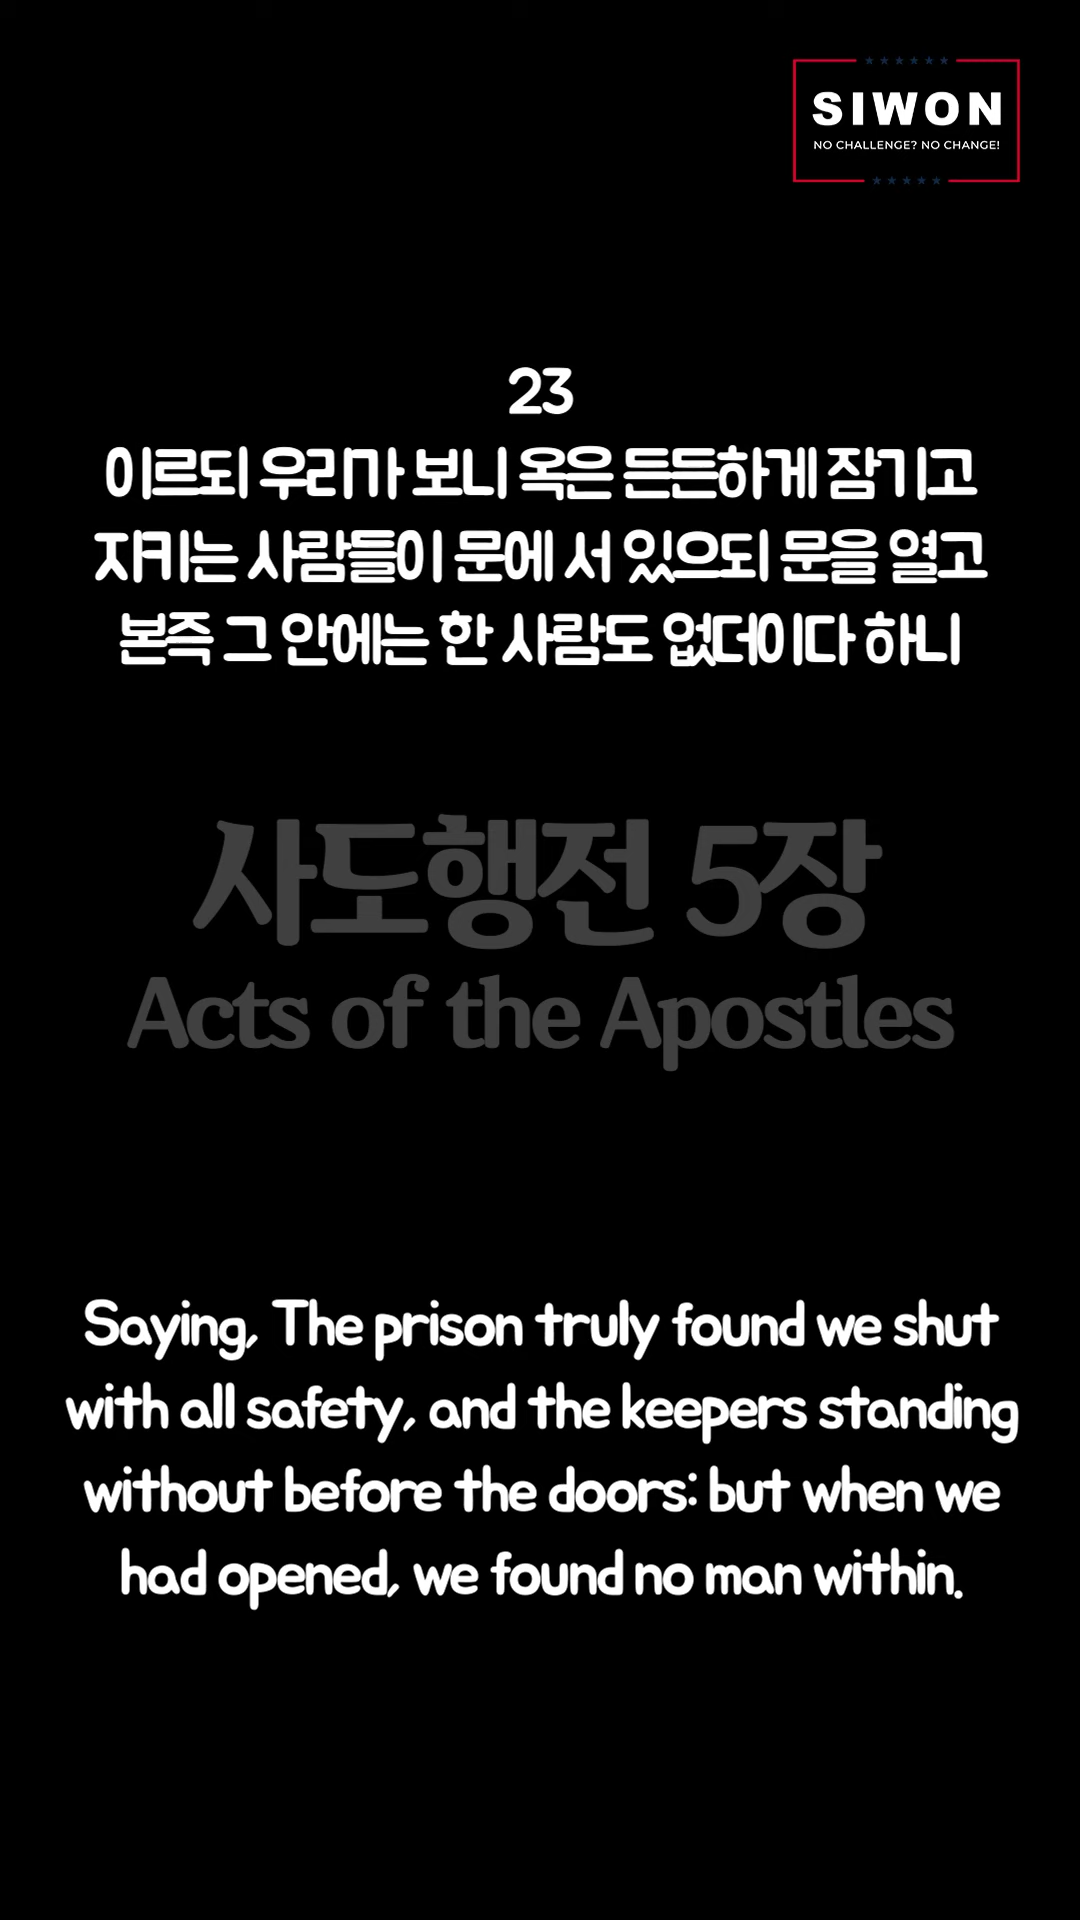 SIWON
NO CHALLENGE? NO CHANGE!
23
이르되 우리가 보니 옥은 든든하게 잠기고
지키는 사람들이 문에 서 있으되 문을 열고
본즉 그 안에는 한 사람도 없더이다 하니
사도행전 5장
Acts of the Apostles
Saying, The prison truly found we shut
with all safety, and the keepers standing
without before the doors: but when we
had opened, we found no man within.